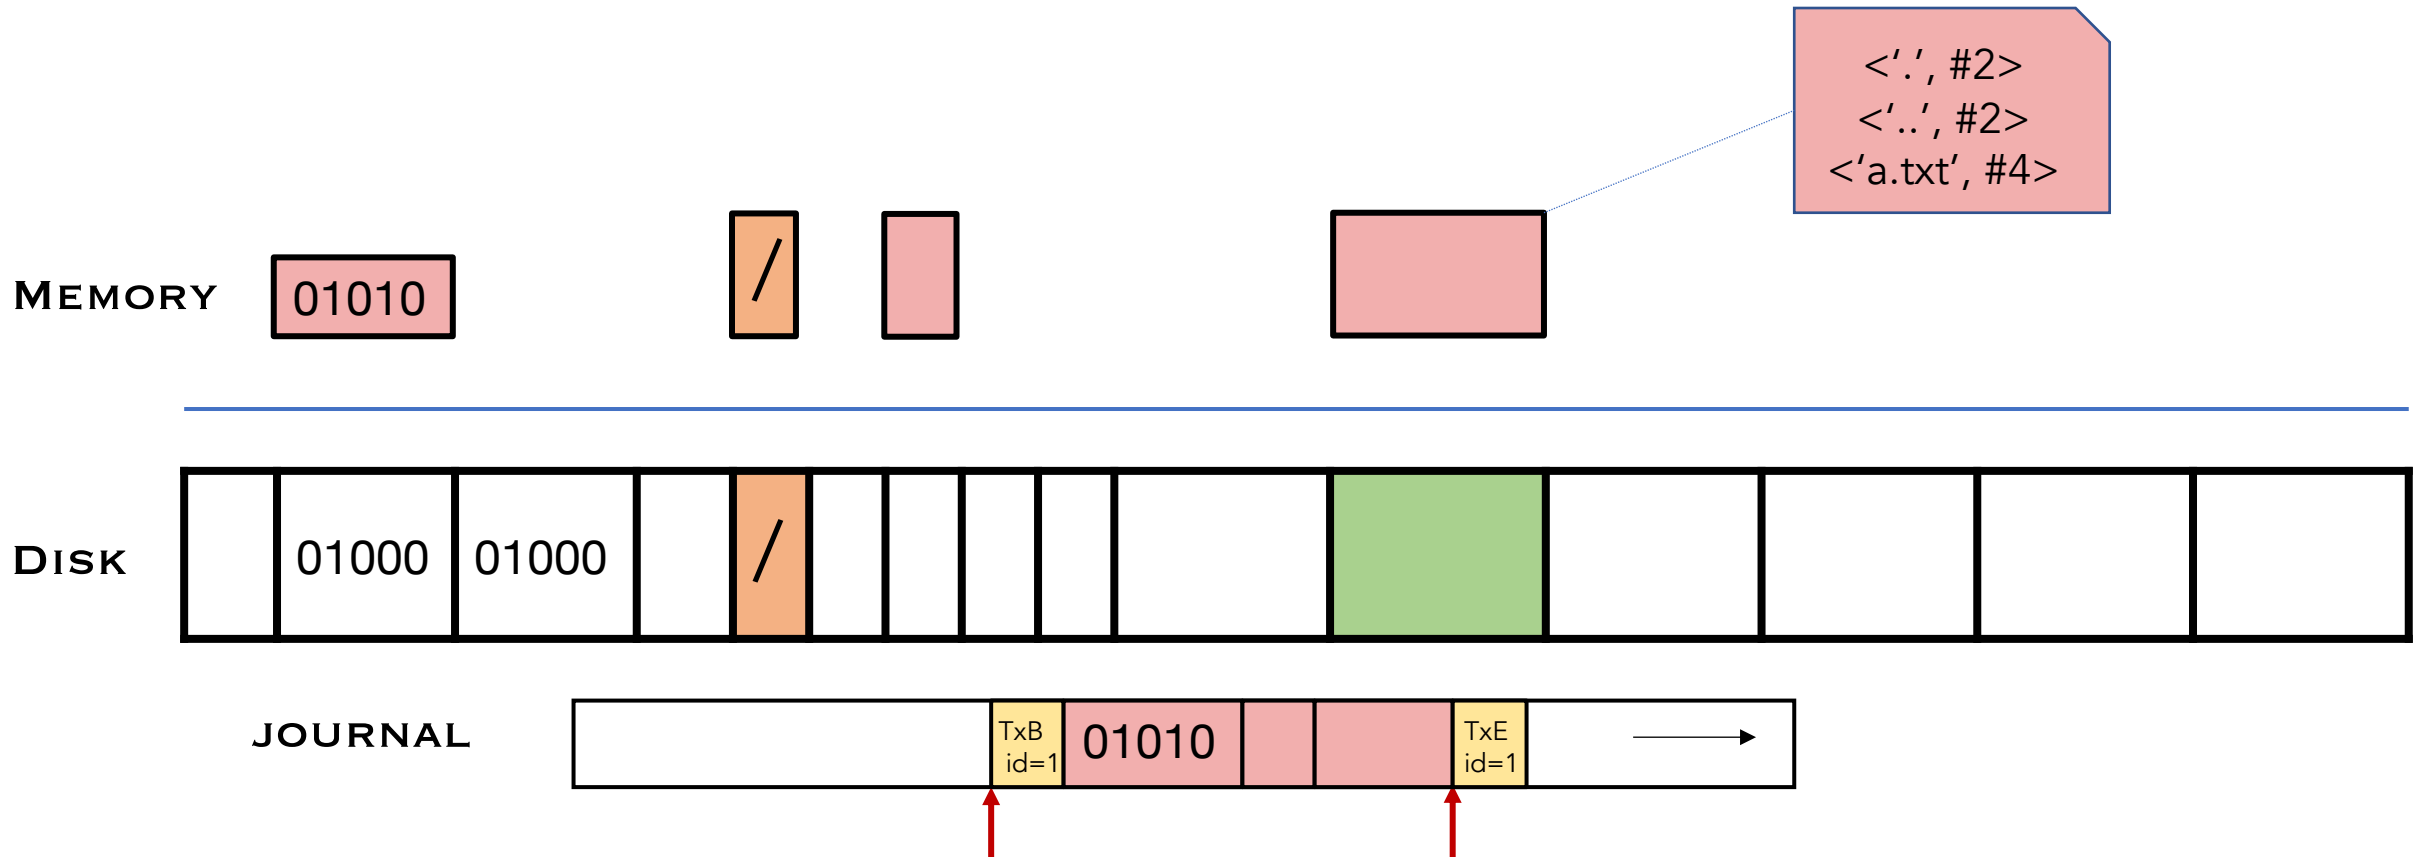 <‘.’, #2>
<‘..’, #2>
<‘a.txt‘, #4>
/
MEMORY
01010
DISK
01000
01000
/
JOURNAL
TxB
id=1
01010
TxE
id=1